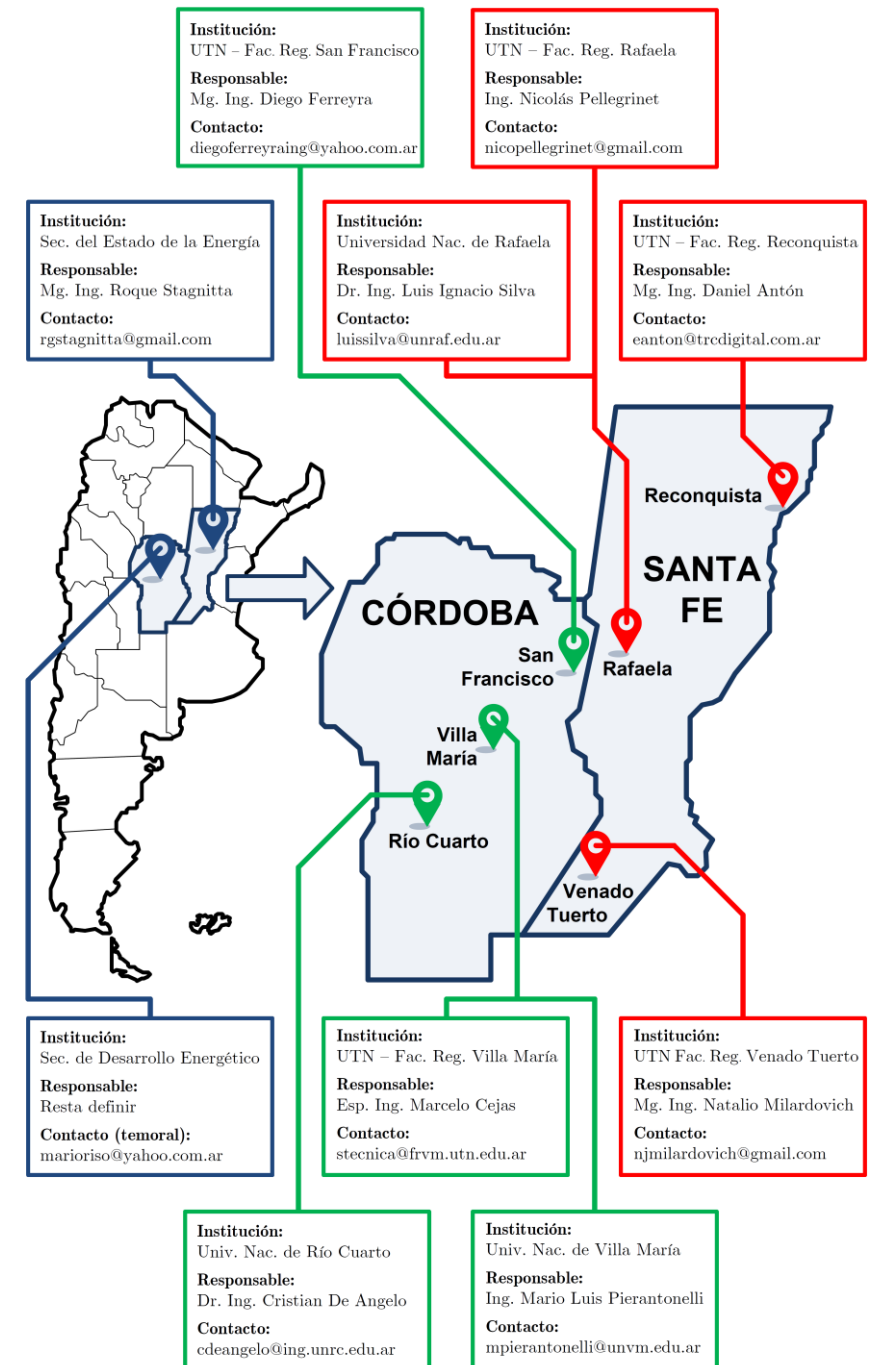 Institución:
UTN – Fac. Reg. San Francisco
Responsable:
Mg. Ing. Diego Ferreyra
Contacto:
diegoferreyraing@yahoo.com.ar
Institución:
UTN – Fac. Reg. Rafaela
Responsable:
Ing. Nicolás Pellegrinet
Contacto:
nicopellegrinet@gmail.com
Institución:
Sec. del Estado de la Energía
Responsable:
Mg. Ing. Roque Stagnitta
Contacto:
rgstagnitta@gmail.com
Institución:
Universidad Nac. de Rafaela
Responsable:
Dr. Ing. Luis Ignacio Silva
Contacto:
luissilva@unraf.edu.ar
Institución:
UTN – Fac. Reg. Reconquista
Responsable:
Mg. Ing. Daniel Antón
Contacto:
eanton@trcdigital.com.ar
Reconquista
SANTA
FE
CÓRDOBA
San
Francisco
Rafaela
Villa
María
Río Cuarto
Venado
Tuerto
Institución:
Sec. de Desarrollo Energético
Responsable:
Resta definir
Contacto (temoral):
marioriso@yahoo.com.ar
Institución:
UTN – Fac. Reg. Villa María
Responsable:
Esp. Ing. Marcelo Cejas
Contacto:
stecnica@frvm.utn.edu.ar
Institución:
UTN Fac. Reg. Venado Tuerto
Responsable:
Mg. Ing. Natalio Milardovich
Contacto:
njmilardovich@gmail.com
Institución:
Univ. Nac. de Río Cuarto
Responsable:
Dr. Ing. Cristian De Angelo
Contacto:
cdeangelo@ing.unrc.edu.ar
Institución:
Univ. Nac. de Villa María
Responsable:
Ing. Mario Luis Pierantonelli
Contacto:
mpierantonelli@unvm.edu.ar